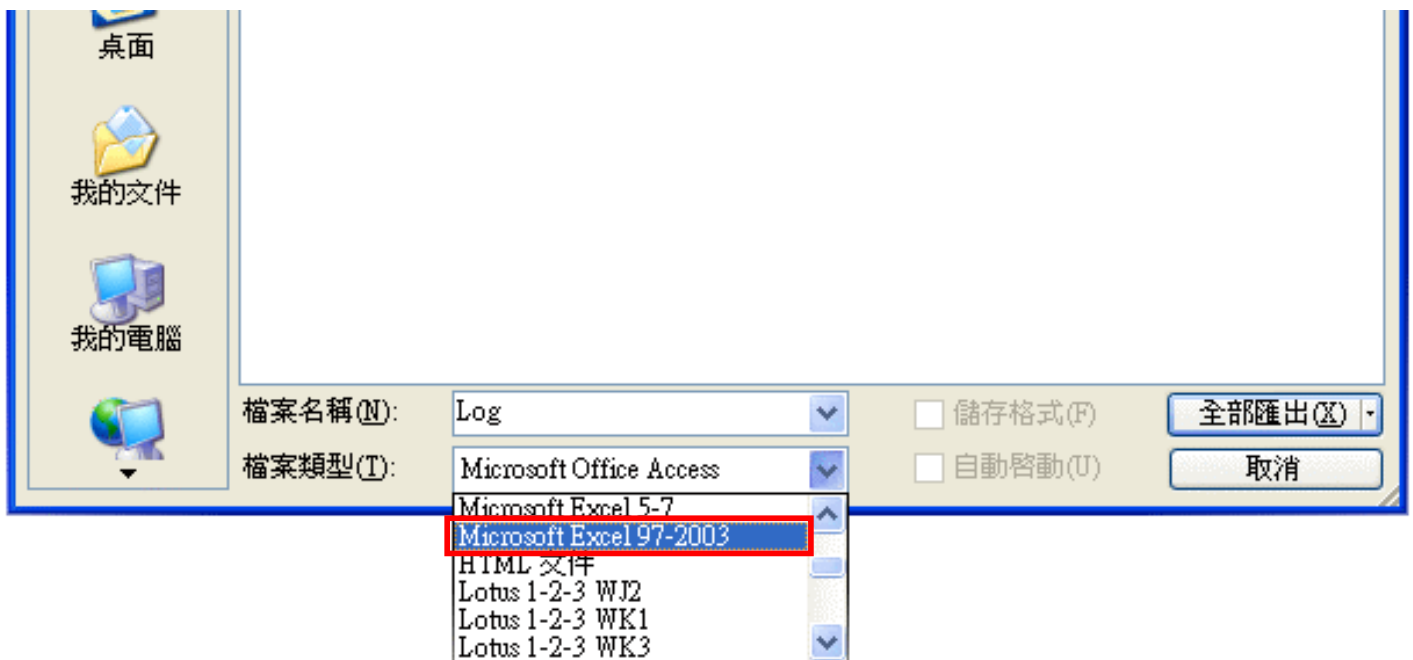 桌面
我的文件
我的電腦
檔案名稱(N):
Log
儲存格式(F)
全部匯出(X)
檔案類型(T):
Microsoft Office Access
自動啓動(U)
取消
Microsoft Excel 5-7
Microsoft Excel 97-2003
HTML 文件
Lotus 1-2-3 WJ2
Lotus 1-2-3 WK1
Lotus 1-2-3 WK3